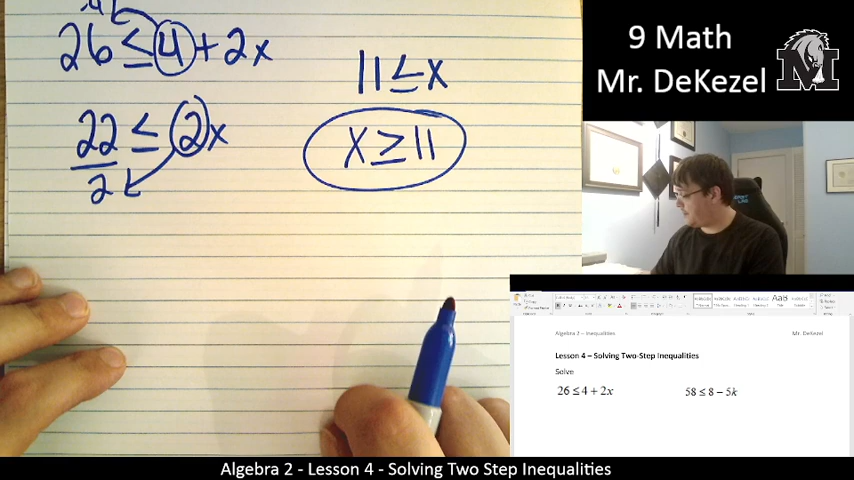 -4
26 ≤ 4 + 2x
22 ≤ 2x
2
11 ≤ x
x ≥ 11
9 Math
Mr. DeKezel
M
Algebra 2 – Inequalities
Mr. DeKezel
Lesson 4 – Solving Two-Step Inequalities
Solve
26 ≤ 4 + 2x
58 ≤ 8 − 5k
Algebra 2 - Lesson 4 - Solving Two Step Inequalities